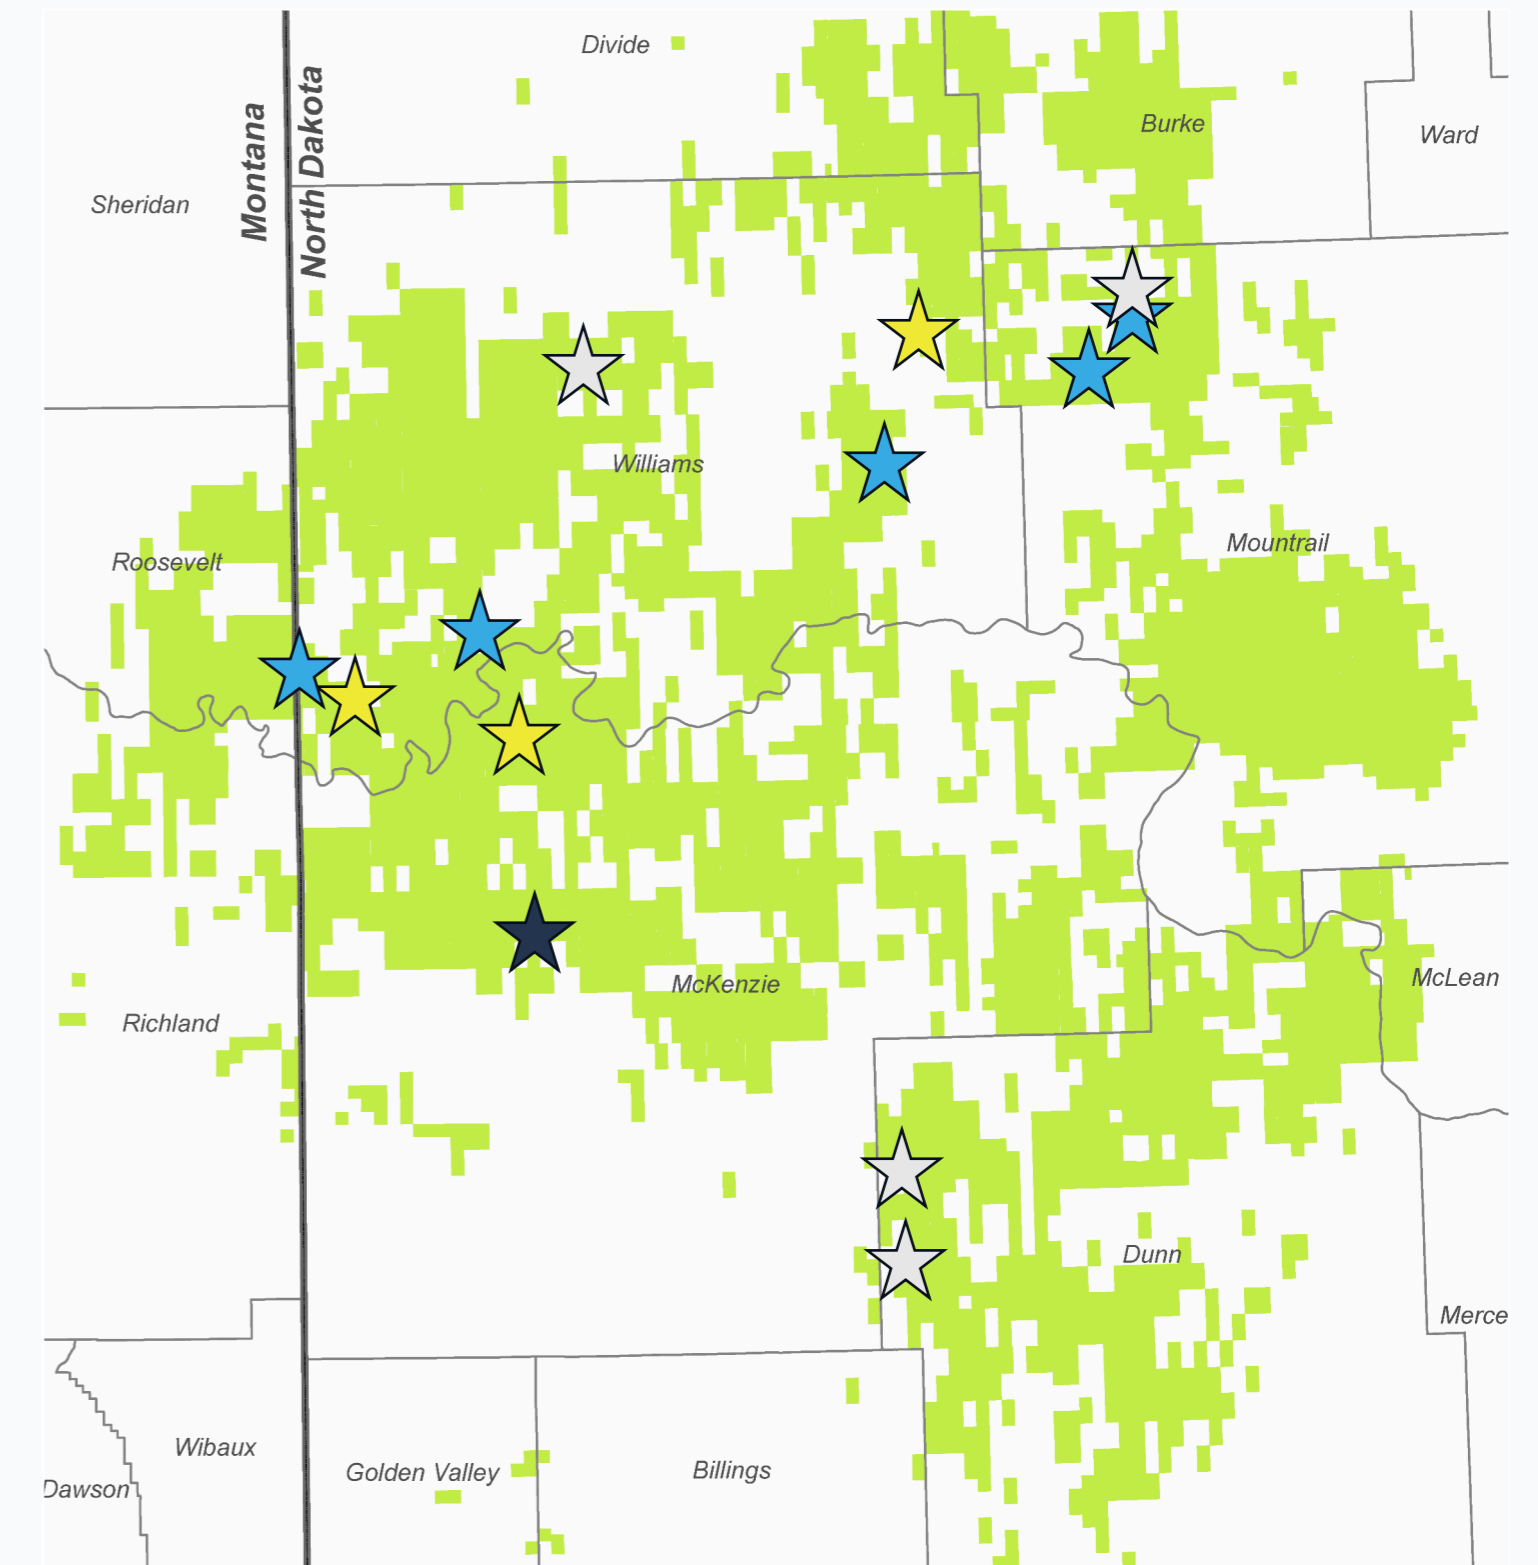 Divide
Burke
Ward
Montana
North Dakota
Sheridan
Williams
Mountrail
Roosevelt
McKenzie
McLean
Richland
Dunn
Merce
Wibaux
Golden Valley
Billings
Dawson